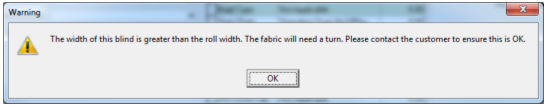 Warning
The width of this blind is greater than the roll width. The fabric will need a turn. Please contact the customer to ensure this is OK.
OK